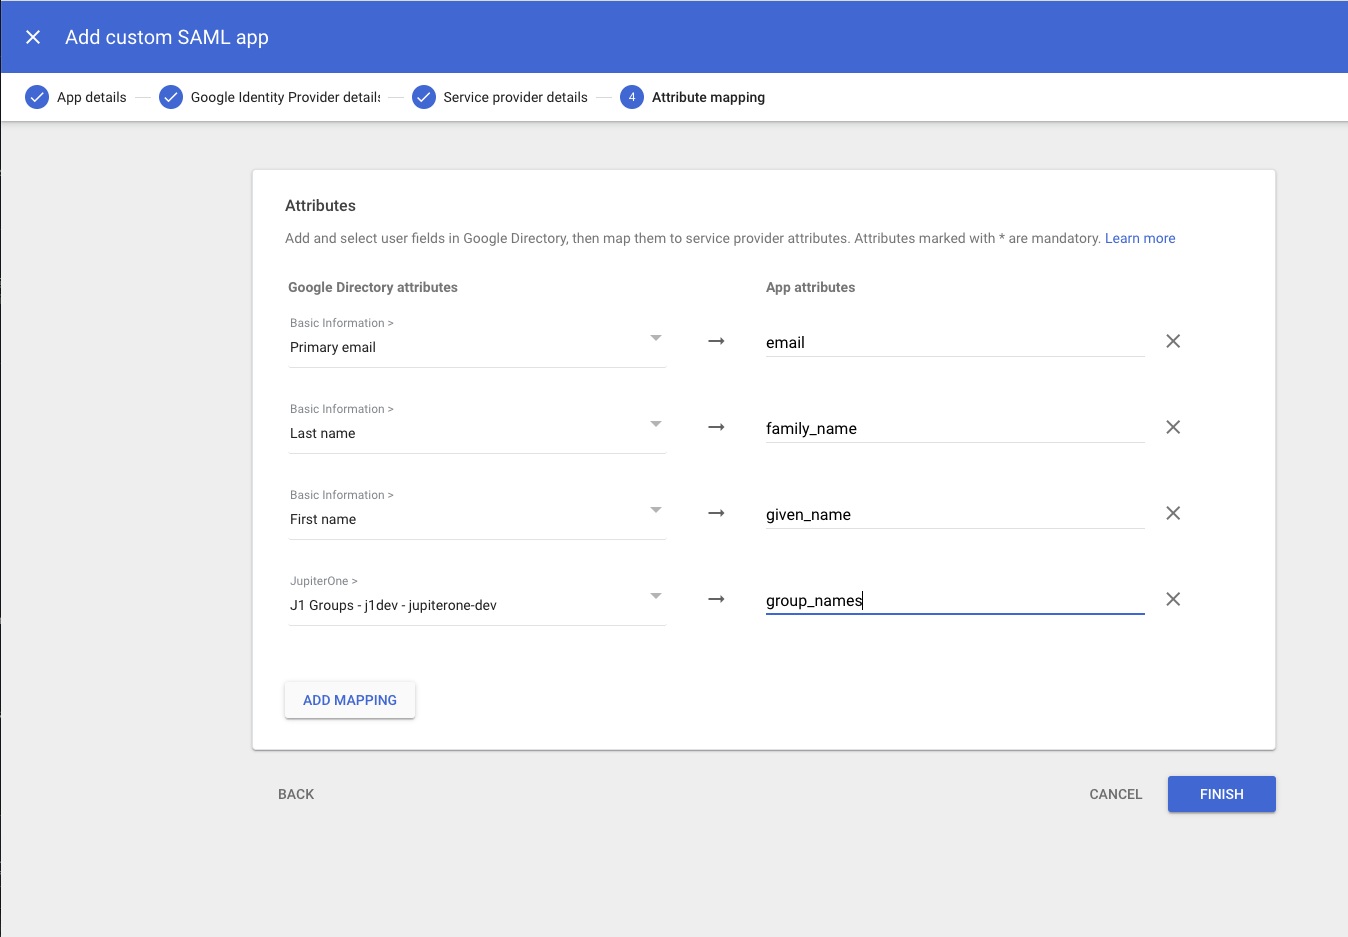 Add custom SAML app
App details
Google Identity Provider details
Service provider details
4
Attribute mapping
Attributes
Add and select user fields in Google Directory, then map them to service provider attributes. Attributes marked with * are mandatory. Learn more
Google Directory attributes
App attributes
Basic Information >
Primary email
email
Basic Information >
Last name
family_name
Basic Information >
First name
given_name
JupiterOne >
J1 Groups - j1dev - jupiterone-dev
group_names
ADD MAPPING
BACK
CANCEL
FINISH